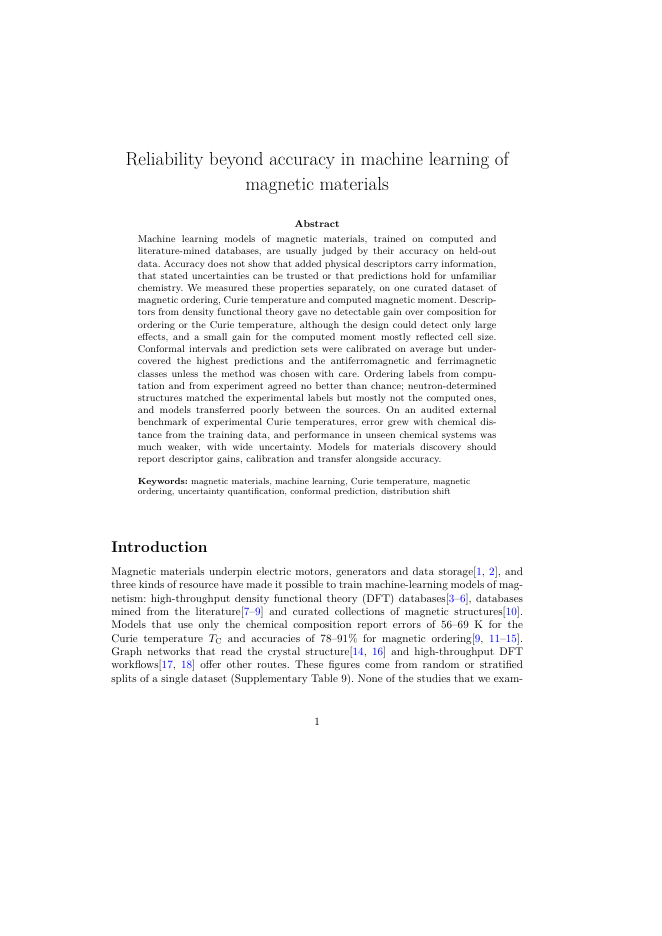 Reliability beyond accuracy in machine learning of
magnetic materials
Abstract
Machine learning models of magnetic materials, trained on computed and
literature-mined databases, are usually judged by their accuracy on held-out
data. Accuracy does not show that added physical descriptors carry information,
that stated uncertainties can be trusted or that predictions hold for unfamiliar
chemistry. We measured these properties separately, on one curated dataset of
magnetic ordering, Curie temperature and computed magnetic moment. Descrip-
tors from density functional theory gave no detectable gain over composition for
ordering or the Curie temperature, although the design could detect only large
effects, and a small gain for the computed moment mostly reflected cell size.
Conformal intervals and prediction sets were calibrated on average but under-
covered the highest predictions and the antiferromagnetic and ferrimagnetic
classes unless the method was chosen with care. Ordering labels from compu-
tation and from experiment agreed no better than chance; neutron-determined
structures matched the experimental labels but mostly not the computed ones,
and models transferred poorly between the sources. On an audited external
benchmark of experimental Curie temperatures, error grew with chemical dis-
tance from the training data, and performance in unseen chemical systems was
much weaker, with wide uncertainty. Models for materials discovery should
report descriptor gains, calibration and transfer alongside accuracy.
Keywords: magnetic materials, machine learning, Curie temperature, magnetic
ordering, uncertainty quantification, conformal prediction, distribution shift
Introduction
Magnetic materials underpin electric motors, generators and data storage[1, 2], and
three kinds of resource have made it possible to train machine-learning models of mag-
netism: high-throughput density functional theory (DFT) databases[3–6], databases
mined from the literature[7–9] and curated collections of magnetic structures[10].
Models that use only the chemical composition report errors of 56–69 K for the
Curie temperature T_C and accuracies of 78–91% for magnetic ordering[9, 11–15].
Graph networks that read the crystal structure[14, 16] and high-throughput DFT
workflows[17, 18] offer other routes. These figures come from random or stratified
splits of a single dataset (Supplementary Table 9). None of the studies that we exam-
1